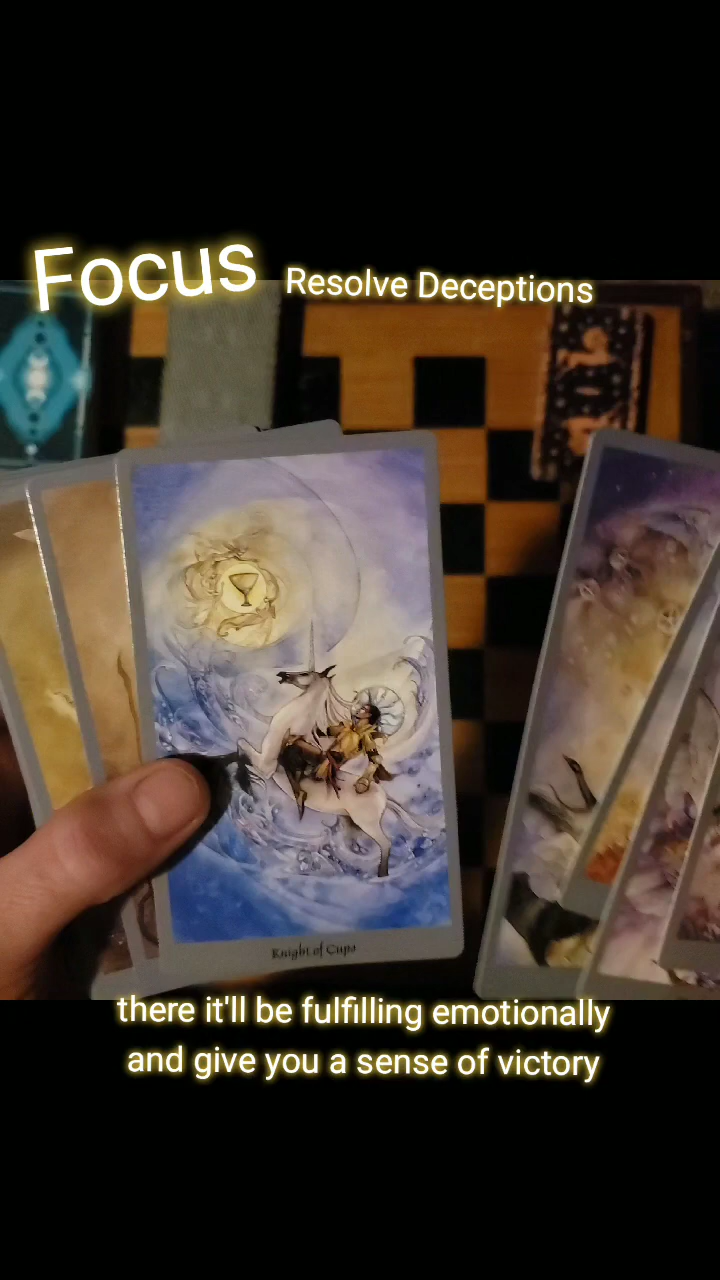 Focus
Resolve Deceptions
Knight of Cups
there it'll be fulfilling emotionally
and give you a sense of victory